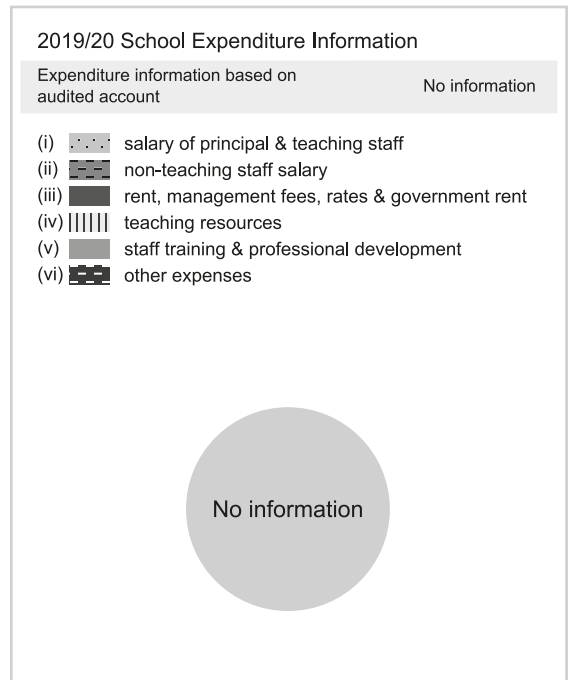 2019/20 School Expenditure Information
Expenditure information based on
audited account
No information
(i) salary of principal & teaching staff
(ii) non-teaching staff salary
(iii) rent, management fees, rates & government rent
(iv) teaching resources
(v) staff training & professional development
(vi) other expenses
No information